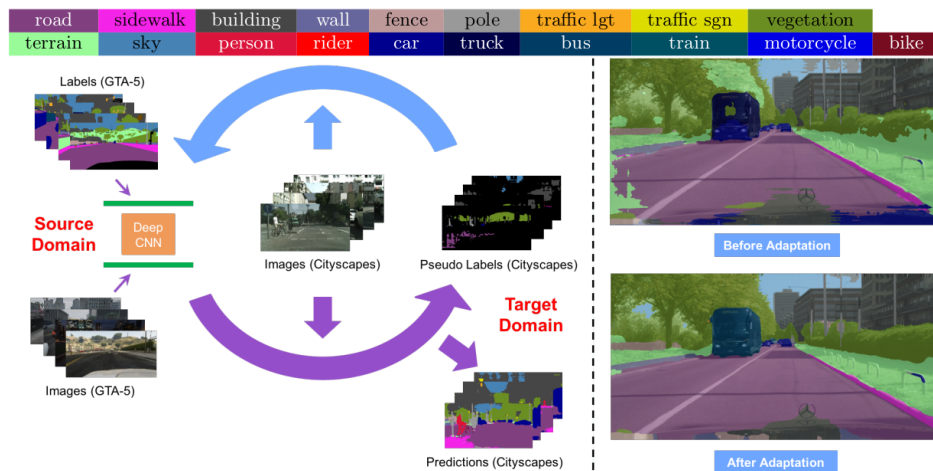 road sidewalk building wall fence pole traffic lgt traffic sgn vegetation
terrain sky person rider car truck bus train motorcycle bike
Labels (GTA-5)
Source
Domain
Deep
CNN
Images (GTA-5)
Images (Cityscapes)
Pseudo Labels (Cityscapes)
Target
Domain
Predictions (Cityscapes)
Before Adaptation
After Adaptation